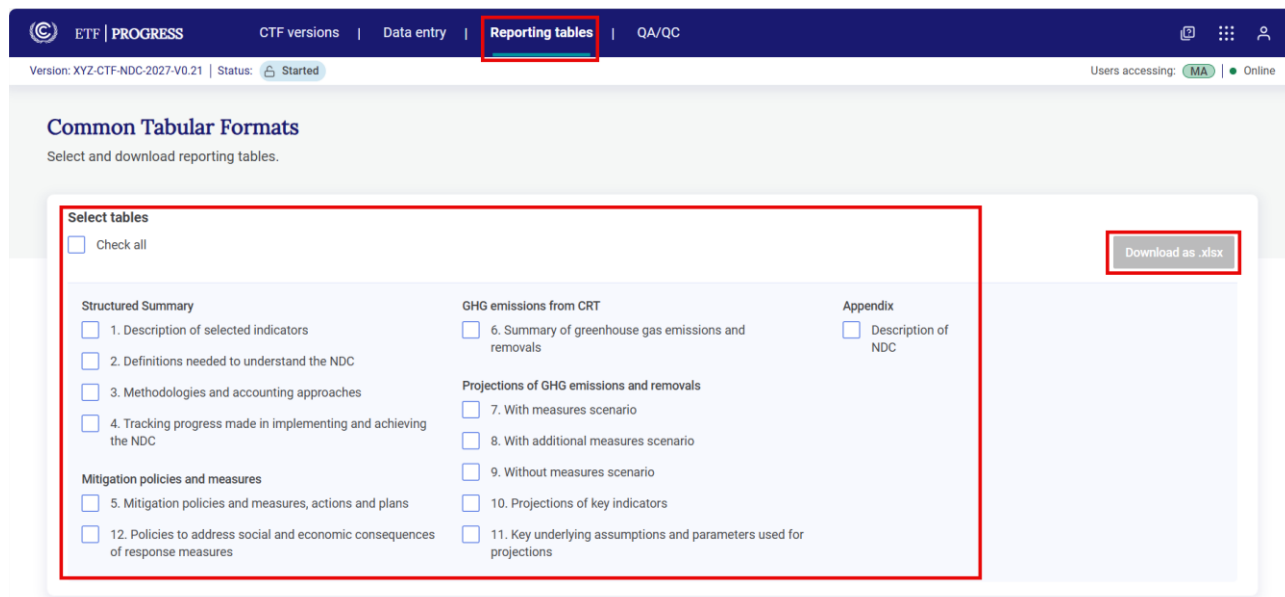 ETF | PROGRESS CTF versions | Data entry | Reporting tables | QA/QC
Version: XYZ-CTF-NDC-2027-V0.21 | Status: Started Users accessing: MA | Online
Common Tabular Formats
Select and download reporting tables.
Select tables
Check all
Download as .xlsx
Structured Summary
1. Description of selected indicators
2. Definitions needed to understand the NDC
3. Methodologies and accounting approaches
4. Tracking progress made in implementing and achieving
the NDC
Mitigation policies and measures
5. Mitigation policies and measures, actions and plans
12. Policies to address social and economic consequences
of response measures
GHG emissions from CRT
6. Summary of greenhouse gas emissions and
removals
Projections of GHG emissions and removals
7. With measures scenario
8. With additional measures scenario
9. Without measures scenario
10. Projections of key indicators
11. Key underlying assumptions and parameters used for
projections
Appendix
Description of
NDC